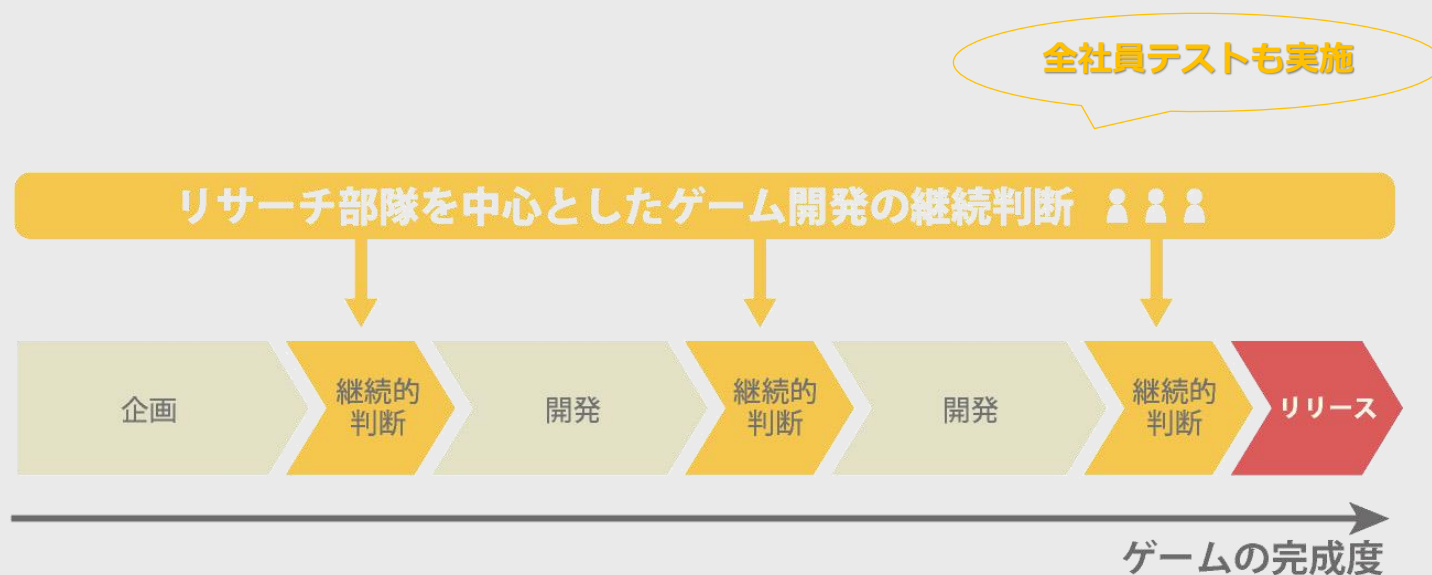 全社員テストも実施
リサーチ部隊を中心としたゲーム開発の継続判断
企画
継続的
判断
開発
継続的
判断
開発
継続的
判断
リリース
ゲームの完成度